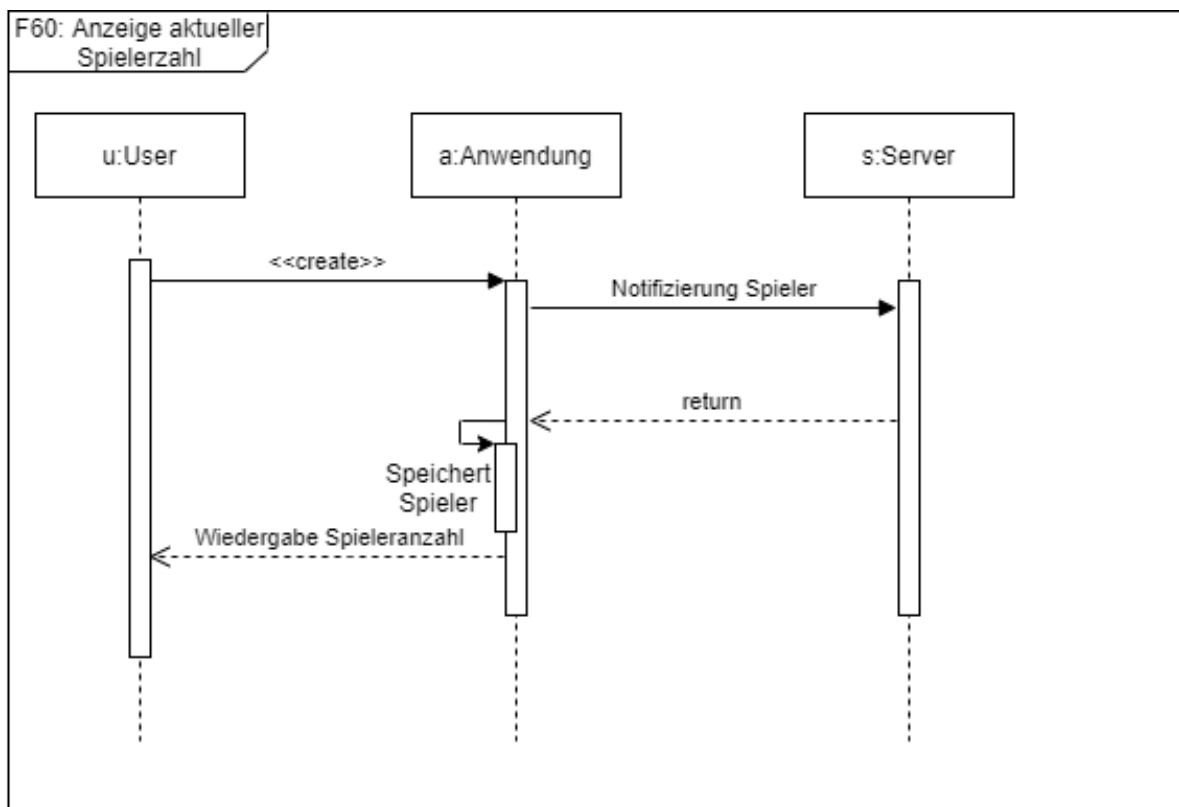 F60: Anzeige aktueller
Spielerzahl
u:User
a:Anwendung
s:Server
<<create>>
Notifizierung Spieler
return
Speichert
Spieler
Wiedergabe Spieleranzahl